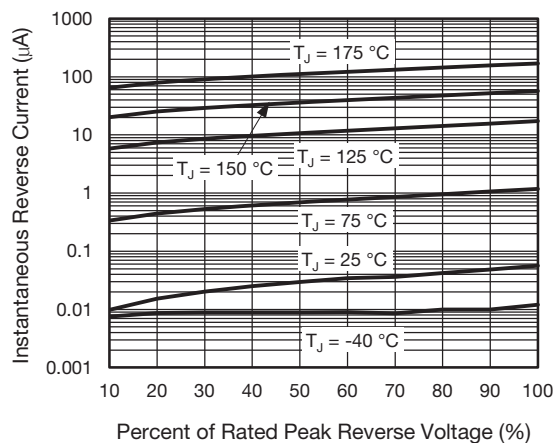 Instantaneous Reverse Current (μA)
1000
100
10
1
0.1
0.01
0.001
T_J = 175 °C
T_J = 150 °C
T_J = 125 °C
T_J = 75 °C
T_J = 25 °C
T_J = -40 °C
10 20 30 40 50 60 70 80 90 100
Percent of Rated Peak Reverse Voltage (%)